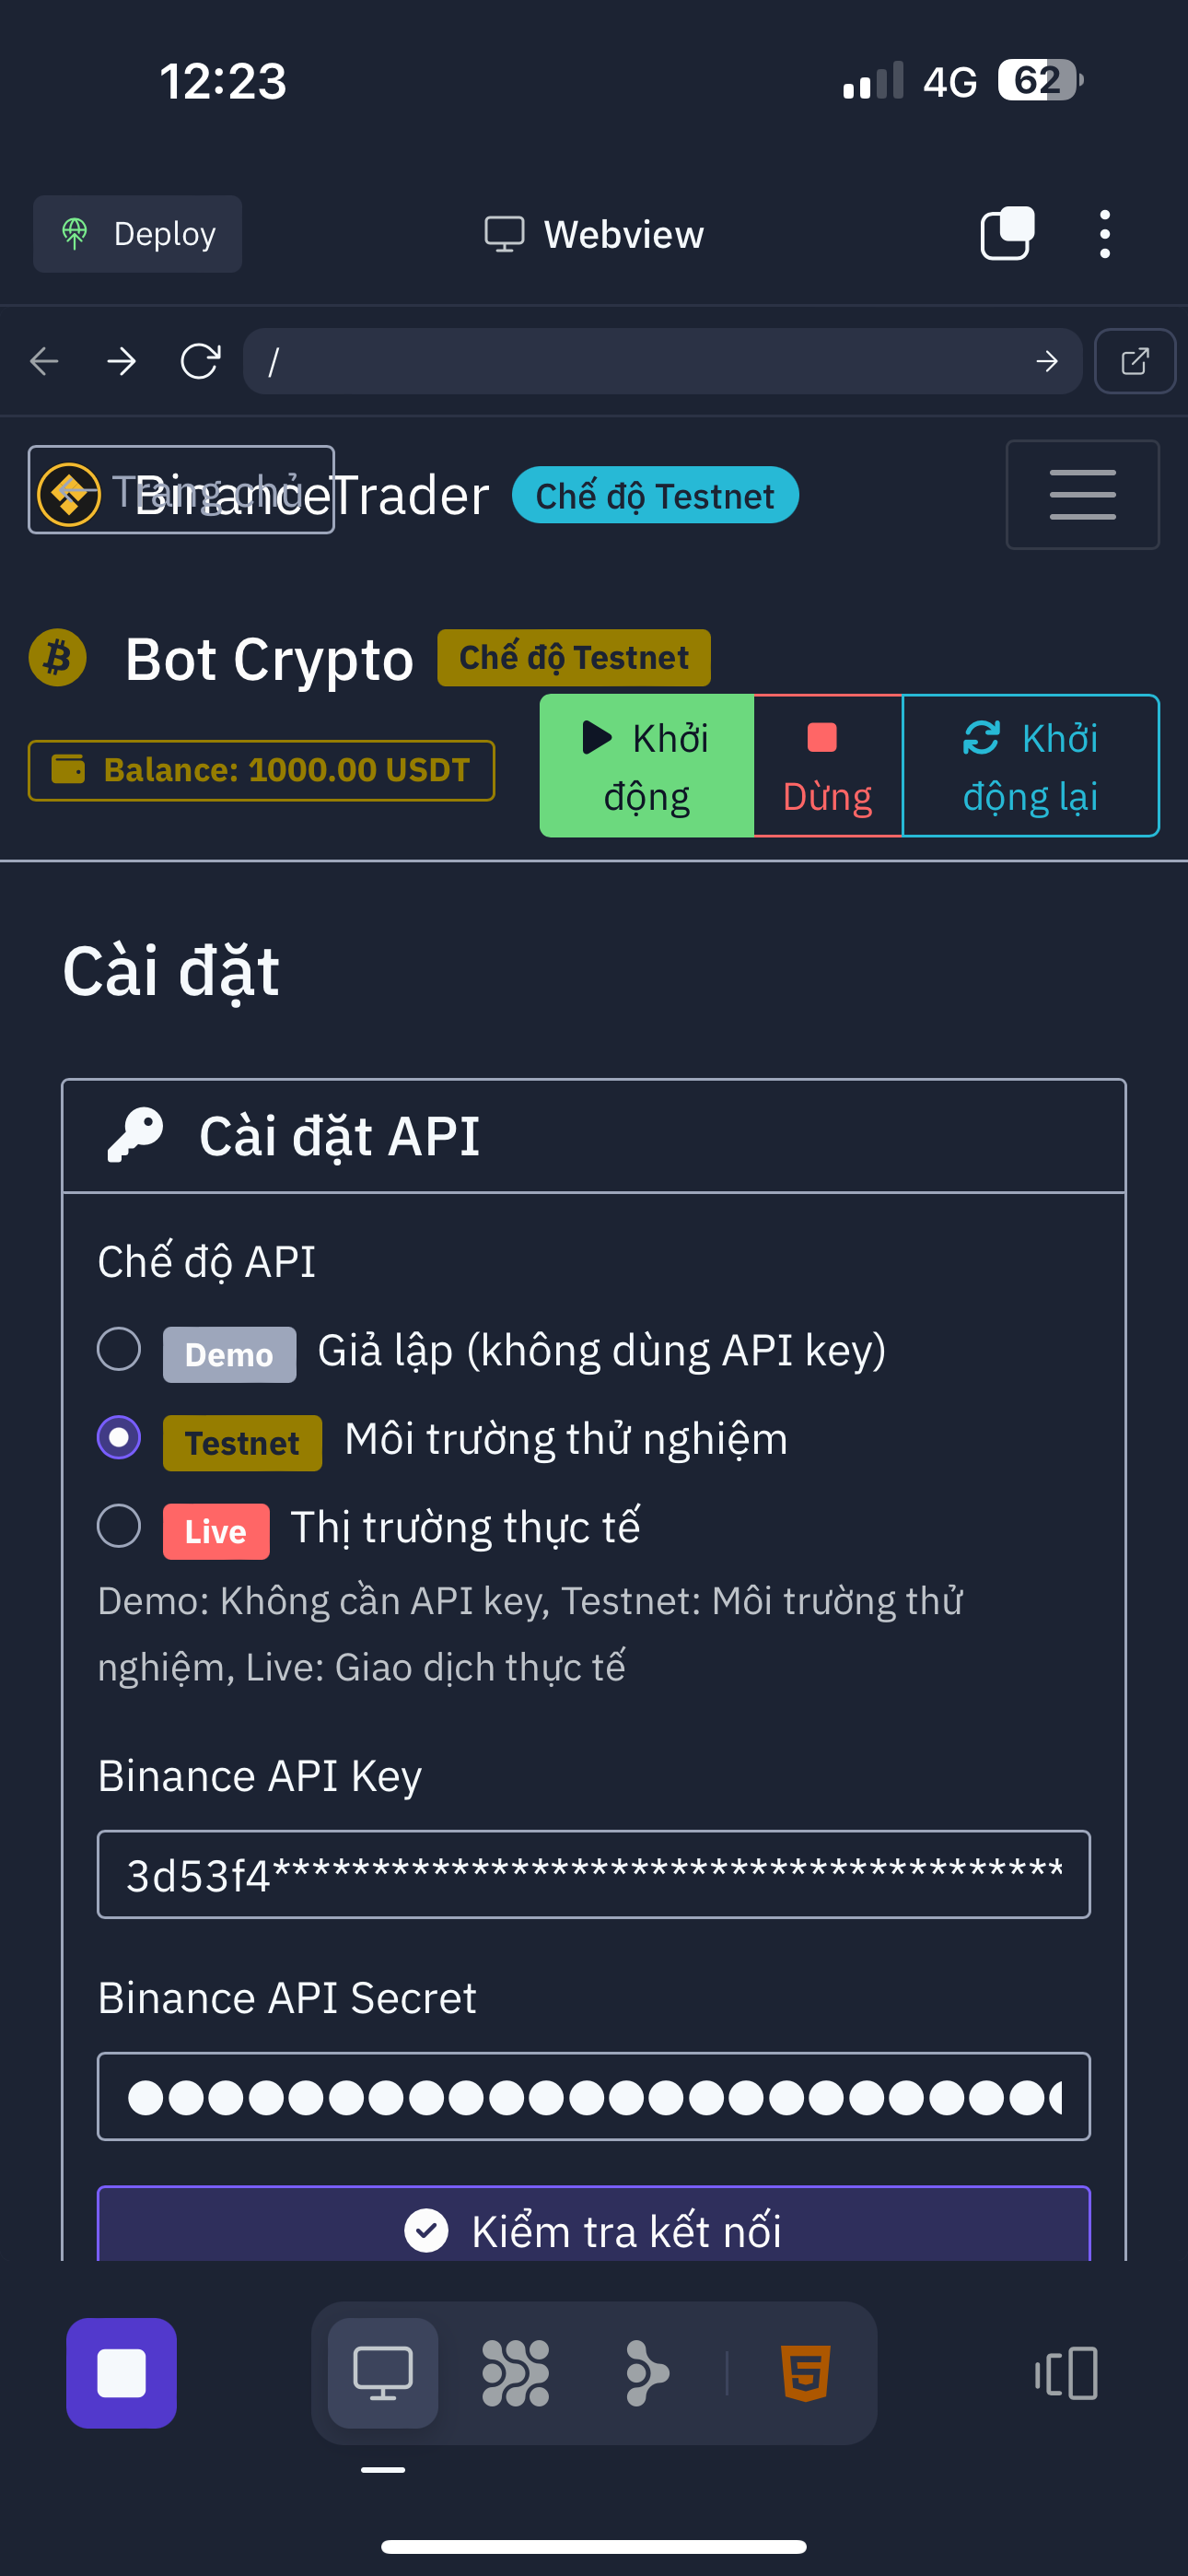 12:23
4G
62
Deploy
Webview
/
Trang chủ
BinanceTrader
Chế độ Testnet
Bot Crypto
Chế độ Testnet
Balance: 1000.00 USDT
Khởi
động
Dừng
Khởi
động lại
Cài đặt
Cài đặt API
Chế độ API
Demo Giả lập (không dùng API key)
Testnet Môi trường thử nghiệm
Live Thị trường thực tế
Demo: Không cần API key, Testnet: Môi trường thử
nghiệm, Live: Giao dịch thực tế
Binance API Key
3d53f4****************************************
Binance API Secret
●●●●●●●●●●●●●●●●●●●●●●●●
Kiểm tra kết nối